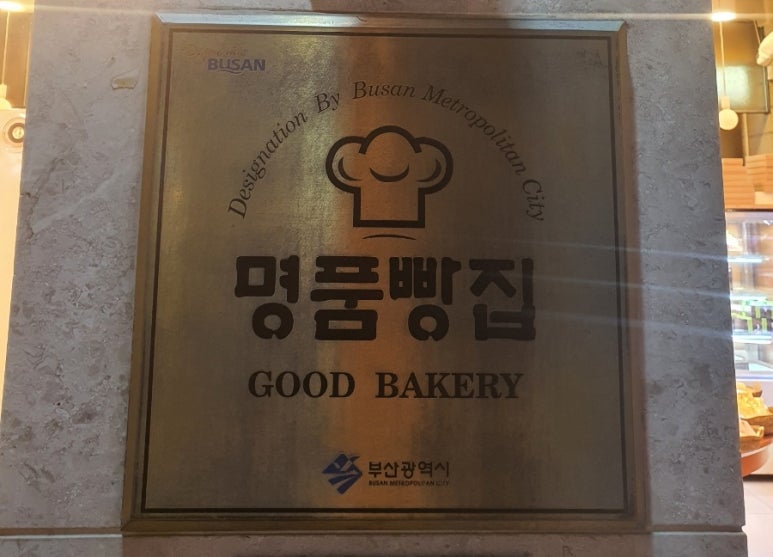 Dynamic
BUSAN
Designation By Busan Metropolitan City
명품빵집
GOOD BAKERY
부산광역시
BUSAN METROPOLITAN CITY